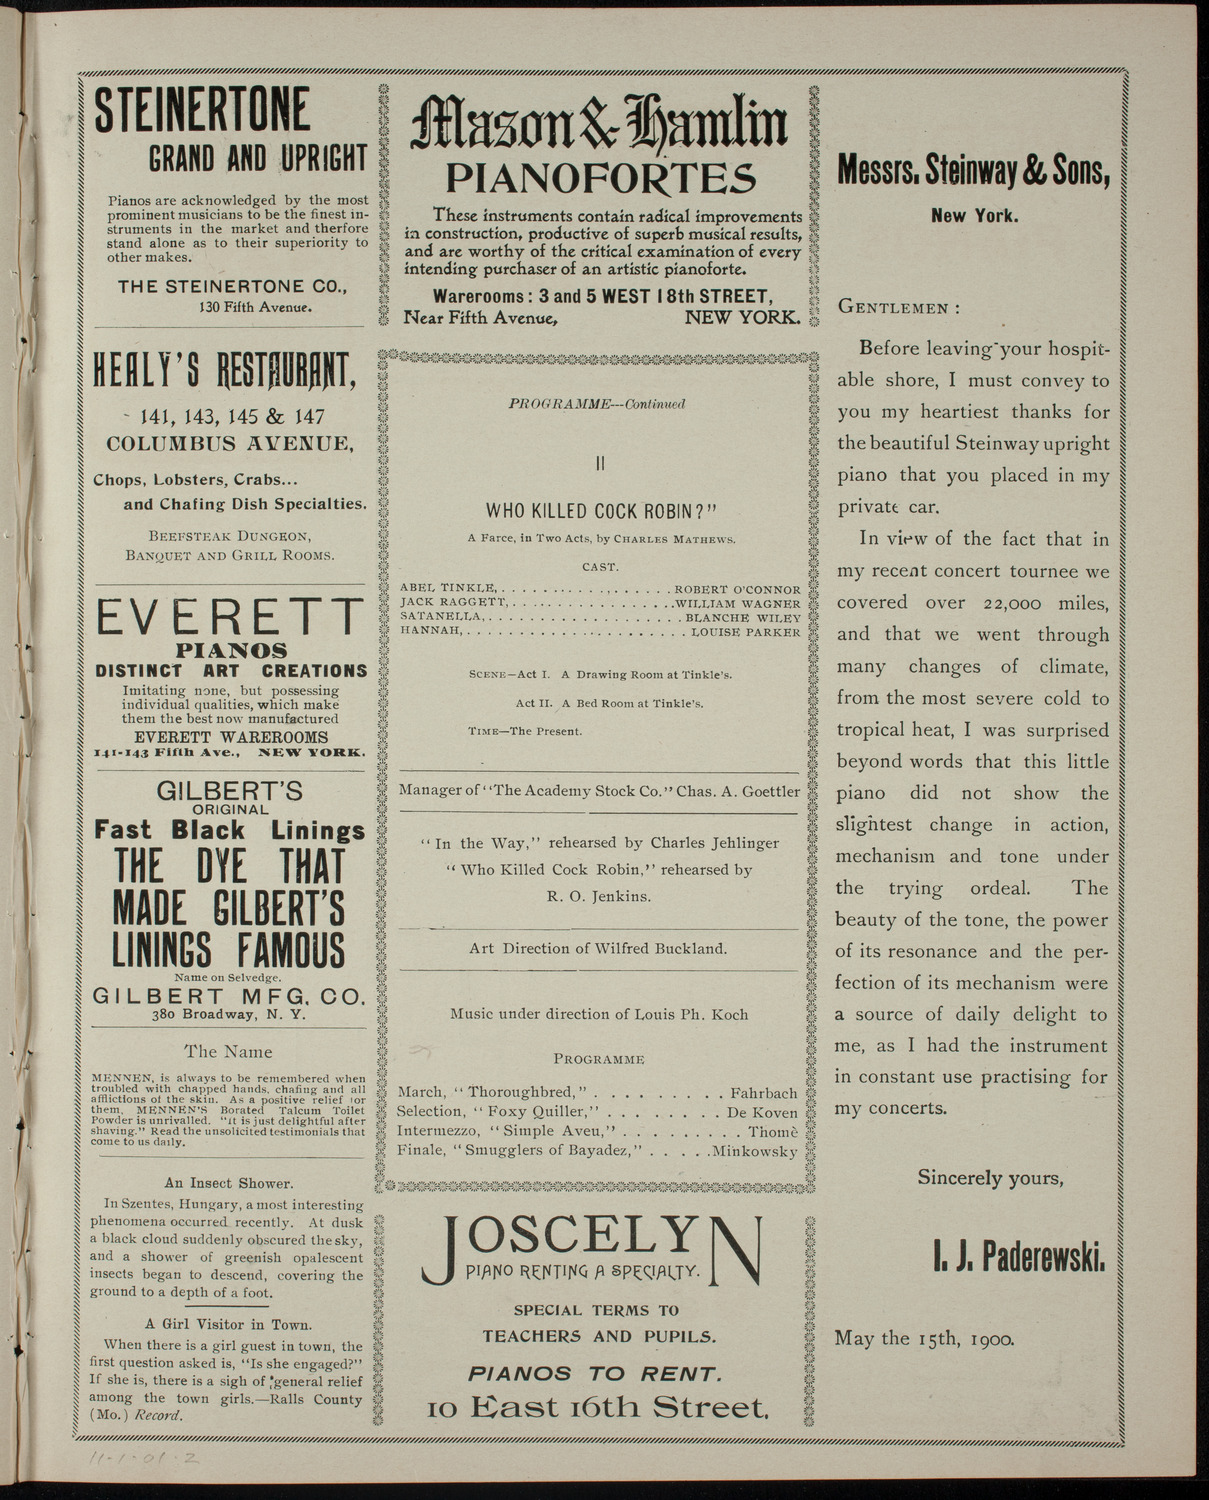 STEINERTONE
GRAND AND UPRIGHT
Pianos are acknowledged by the most
prominent musicians to be the finest in-
struments in the market and therfore
stand alone as to their superiority to
other makes.
THE STEINERTONE CO.,
130 Fifth Avenue.
HEALY'S RESTAURANT,
141, 143, 145 & 147
COLUMBUS AVENUE,
Chops, Lobsters, Crabs...
and Chafing Dish Specialties.
BEEFSTEAK DUNGEON,
BANQUET AND GRILL ROOMS.
EVERETT
PIANOS
DISTINCT ART CREATIONS
Imitating none, but possessing
individual qualities, which make
them the best now manufactured
EVERETT WAREROOMS
141-143 Fifth Ave., NEW YORK.
GILBERT'S
ORIGINAL
Fast Black Linings
THE DYE THAT
MADE GILBERT'S
LININGS FAMOUS
Name on Selvedge.
GILBERT MFG. CO.
380 Broadway, N. Y.
The Name
MENNEN, is always to be remembered when
troubled with chapped hands, chafing and all
afflictions of the skin. As a positive relief for
them, MENNEN'S Borated Talcum Toilet
Powder is unrivalled. "It is just delightful after
shaving." Read the unsolicited testimonials that
come to us daily.
An Insect Shower.
In Szentes, Hungary, a most interesting
phenomena occurred recently. At dusk
a black cloud suddenly obscured the sky,
and a shower of greenish opalescent
insects began to descend, covering the
ground to a depth of a foot.
A Girl Visitor in Town.
When there is a girl guest in town, the
first question asked is, "Is she engaged?"
If she is, there is a sigh of general relief
among the town girls.—Ralls County
(Mo.) Record.
Mason & Hamlin
PIANOFORTES
These instruments contain radical improvements
in construction, productive of superb musical results,
and are worthy of the critical examination of every
intending purchaser of an artistic pianoforte.
Warerooms: 3 and 5 WEST 18th STREET,
Near Fifth Avenue, NEW YORK.
PROGRAMME---Continued
II
WHO KILLED COCK ROBIN?"
A Farce, in Two Acts, by CHARLES MATHEWS.
CAST.
ABEL TINKLE, . . . . . . . . . . . . . . . . . ROBERT O'CONNOR
JACK RAGGETT, . . . . . . . . . . . . . . . . WILLIAM WAGNER
SATANELLA, . . . . . . . . . . . . . . . . . . . BLANCHE WILEY
HANNAH, . . . . . . . . . . . . . . . . . . . . . . LOUISE PARKER
SCENE—Act I. A Drawing Room at Tinkle's.
Act II. A Bed Room at Tinkle's.
TIME—The Present.
Manager of "The Academy Stock Co." Chas. A. Goettler
"In the Way," rehearsed by Charles Jehlinger
"Who Killed Cock Robin," rehearsed by
R. O. Jenkins.
Art Direction of Wilfred Buckland.
Music under direction of Louis Ph. Koch
PROGRAMME
March, "Thoroughbred," . . . . . . . . . Fahrbach
Selection, "Foxy Quiller," . . . . . . . . De Koven
Intermezzo, "Simple Aveu," . . . . . . . . . Thomè
Finale, "Smugglers of Bayadez," . . . . . Minkowsky
JOSCELYN
PIANO RENTING A SPECIALTY.
SPECIAL TERMS TO
TEACHERS AND PUPILS.
PIANOS TO RENT.
10 East 16th Street.
Messrs. Steinway & Sons,
New York.
GENTLEMEN :
Before leaving your hospit-
able shore, I must convey to
you my heartiest thanks for
the beautiful Steinway upright
piano that you placed in my
private car.
In view of the fact that in
my recent concert tournee we
covered over 22,000 miles,
and that we went through
many changes of climate,
from the most severe cold to
tropical heat, I was surprised
beyond words that this little
piano did not show the
slightest change in action,
mechanism and tone under
the trying ordeal. The
beauty of the tone, the power
of its resonance and the per-
fection of its mechanism were
a source of daily delight to
me, as I had the instrument
in constant use practising for
my concerts.
Sincerely yours,
I. J. Paderewski.
May the 15th, 1900.
11-1-01-2